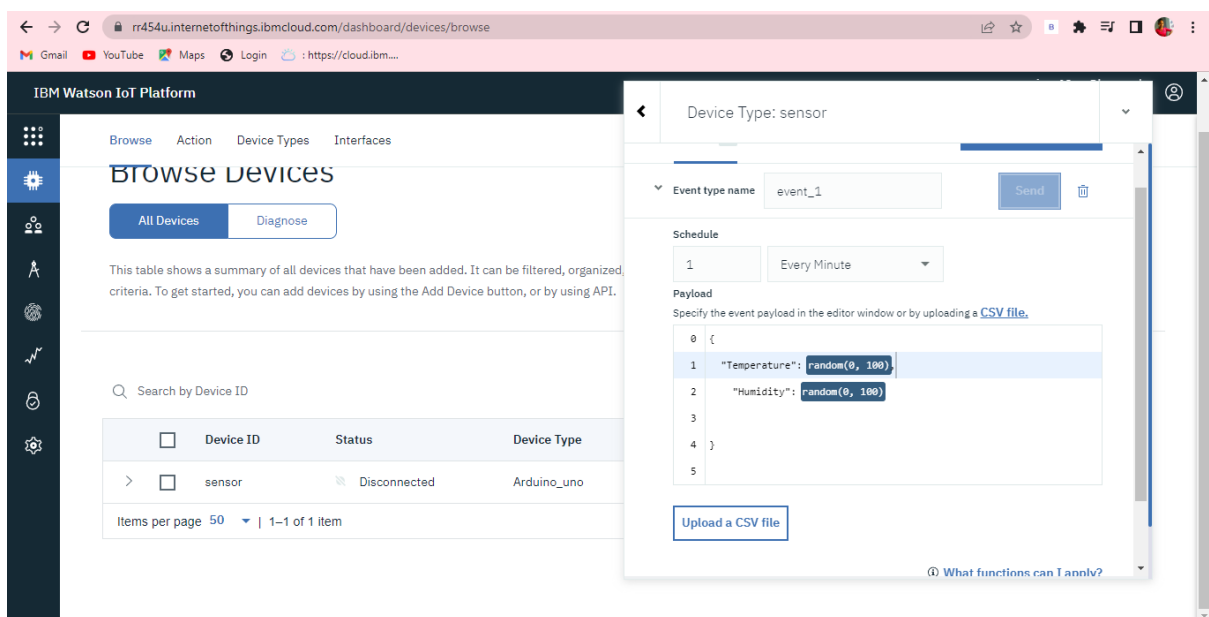 rr454u.internetofthings.ibmcloud.com/dashboard/devices/browse
Gmail YouTube Maps Login : https://cloud.ibm....
IBM Watson IoT Platform
Browse Action Device Types Interfaces
Browse Devices
All Devices Diagnose
This table shows a summary of all devices that have been added. It can be filtered, organized,
criteria. To get started, you can add devices by using the Add Device button, or by using API.
Search by Device ID
Device ID Status Device Type
sensor Disconnected Arduino_uno
Items per page 50 | 1–1 of 1 item
Device Type: sensor
Event type name event_1 Send
Schedule
1 Every Minute
Payload
Specify the event payload in the editor window or by uploading a CSV file.
0 {
1 "Temperature": random(0, 100),
2 "Humidity": random(0, 100)
3
4 }
5
Upload a CSV file
What functions can I apply?